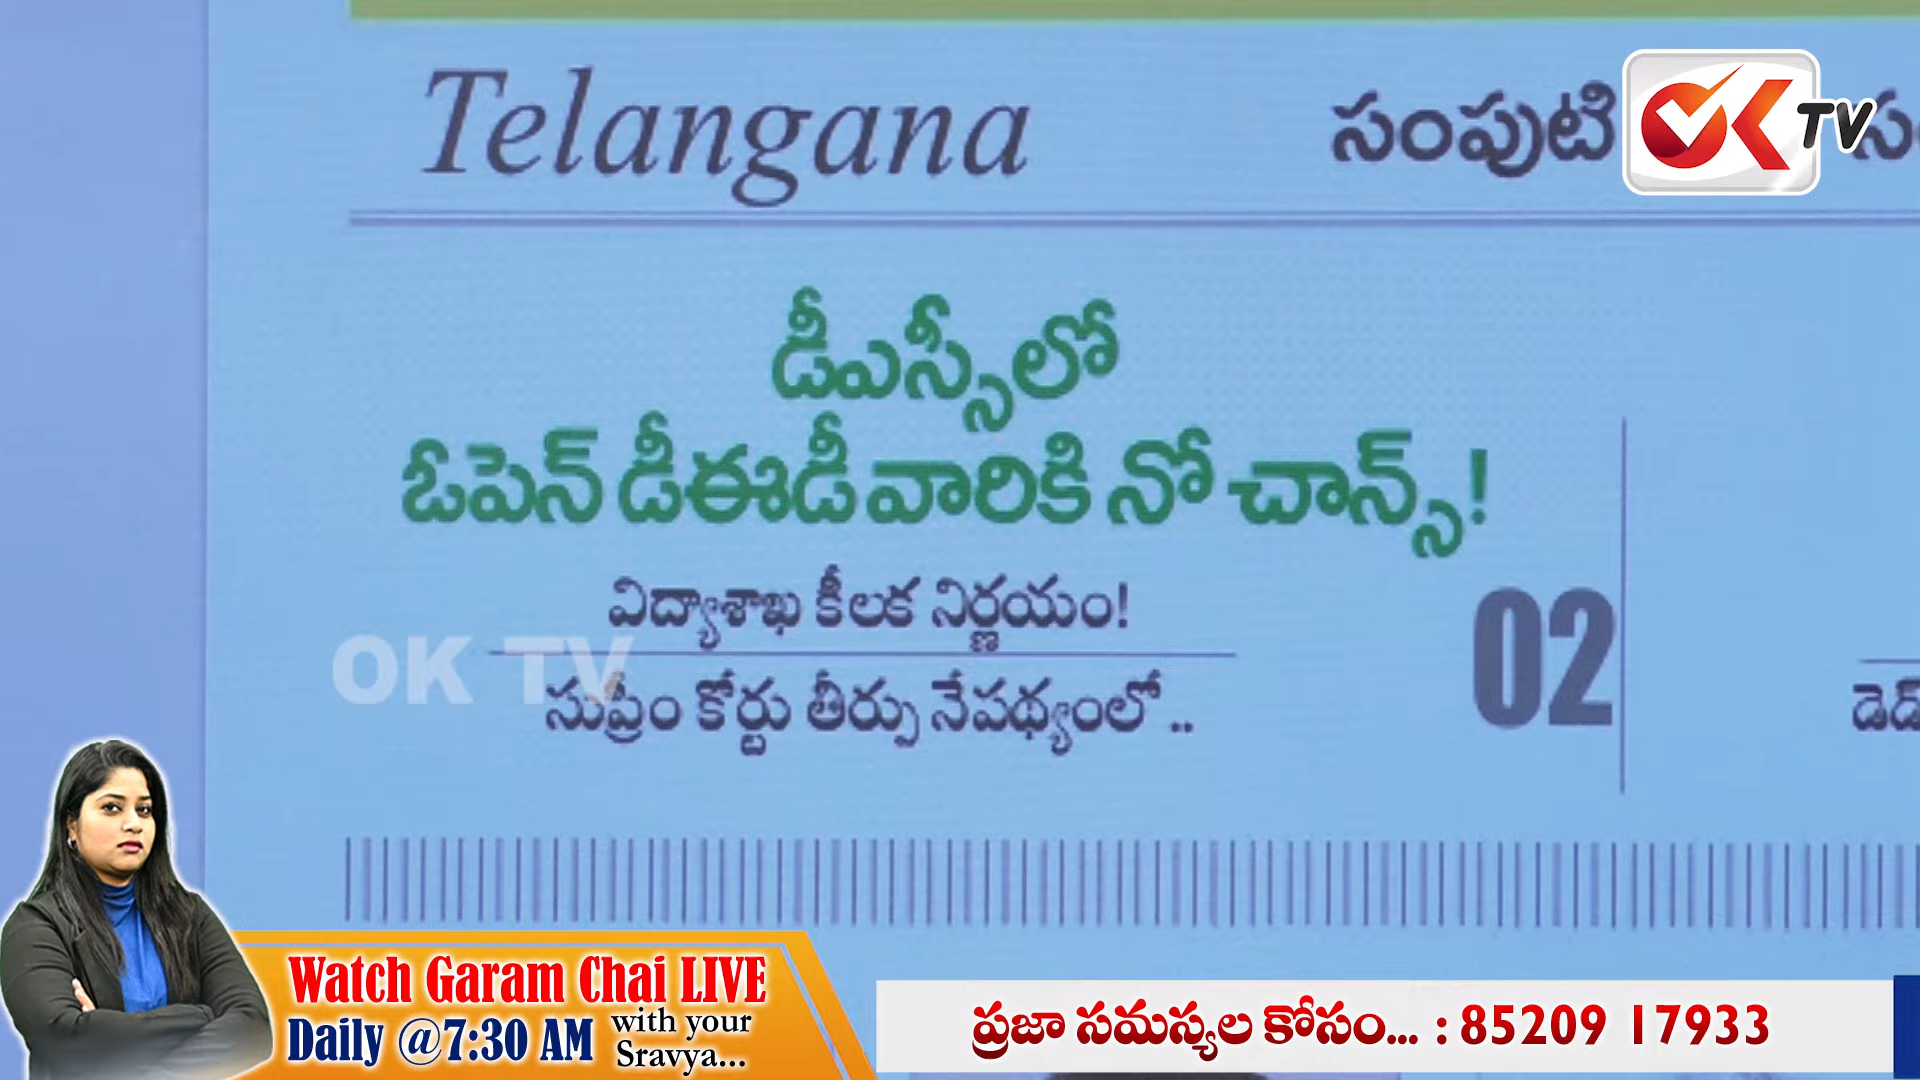 Telangana
సంపుటి
OK TV
డీఎస్సీలో
ఓపెన్ డీఈడీ వారికి నో చాన్స్!
విద్యాశాఖ కీలక నిర్ణయం!
సుప్రీం కోర్టు తీర్పు నేపథ్యంలో..
02
OK TV
Watch Garam Chai LIVE
Daily @7:30 AM with your Sravya...
ప్రజా సమస్యల కోసం... : 85209 17933